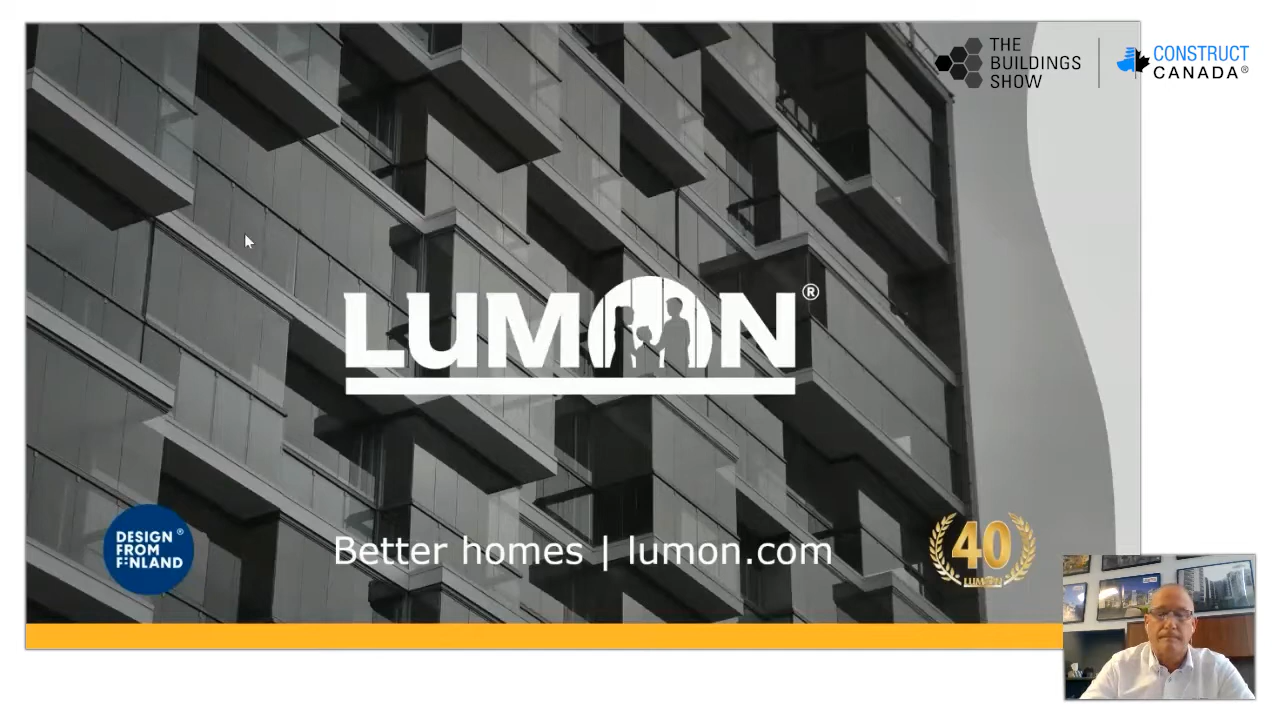 THE
BUILDINGS
SHOW
CONSTRUCT
CANADA®
LUMON®
DESIGN ®
FROM
FINLAND
Better homes | lumon.com
40
LUMON